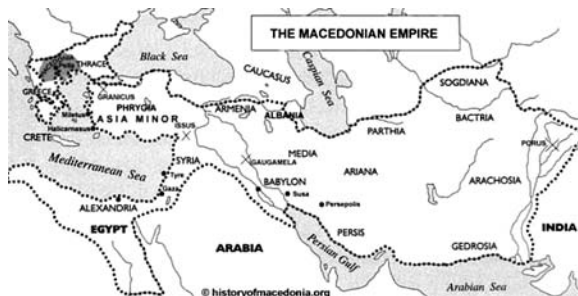 THE MACEDONIAN EMPIRE
Black Sea
Caspian Sea
CAUCASUS
SOGDIANA
THRACE
GREECE
GRANICUS
PHRYGIA
ASIA MINOR
Miletus
Halicarnassus
CRETE
ISSUS
ARMENIA
ALBANIA
PARTHIA
BACTRIA
PORUS
Mediterranean Sea
SYRIA
GAUGAMELA
MEDIA
ARIANA
ARACHOSIA
Tyre
Gaza
BABYLON
Susa
Persepolis
ALEXANDRIA
EGYPT
ARABIA
Persian Gulf
PERSIS
GEDROSIA
INDIA
Arabian Sea
© historyofmacedonia.org